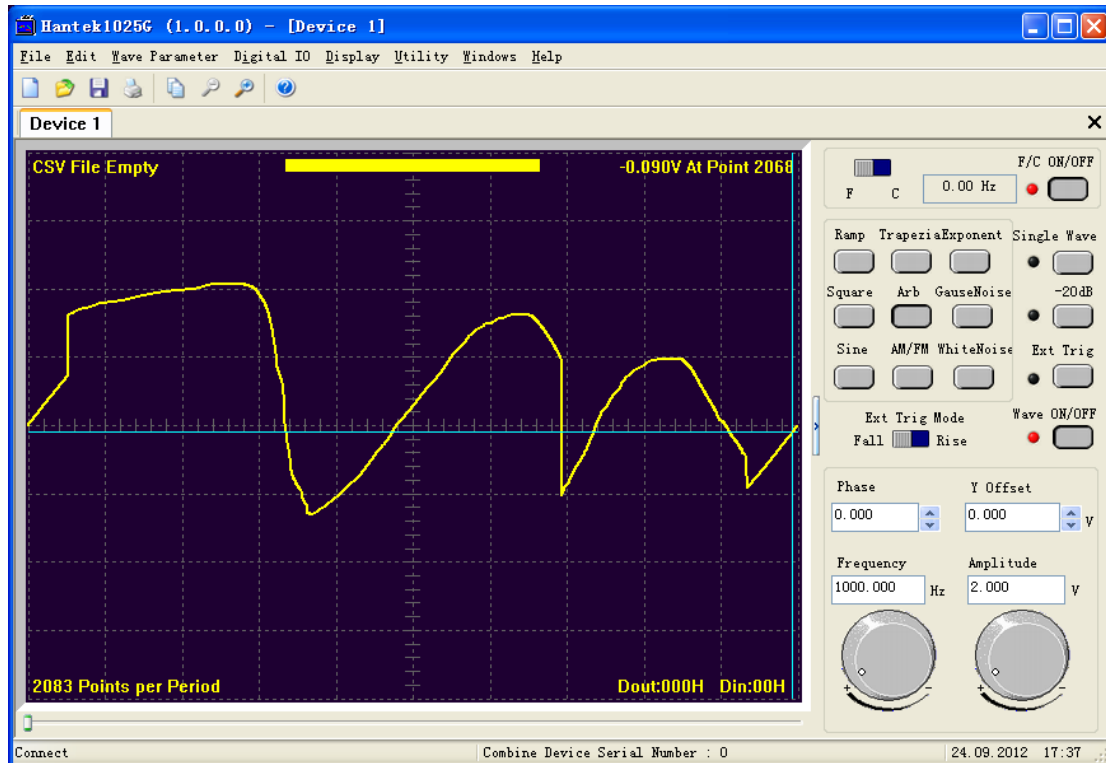 Hantek1025G (1.0.0.0) - [Device 1]
File Edit Wave Parameter Digital IO Display Utility Windows Help
Device 1
CSV File Empty
-0.090V At Point 2068
2083 Points per Period
Dout:000H Din:00H
F/C ON/OFF
F C
0.00 Hz
Ramp TrapeziaExponent Single Wave
Square Arb GauseNoise -20dB
Sine AM/FM WhiteNoise Ext Trig
Ext Trig Mode
Wave ON/OFF
Fall Rise
Phase Y Offset
0.000 0.000 V
Frequency Amplitude
1000.000 Hz 2.000 V
+ - + -
Connect Combine Device Serial Number : 0 24.09.2012 17:37